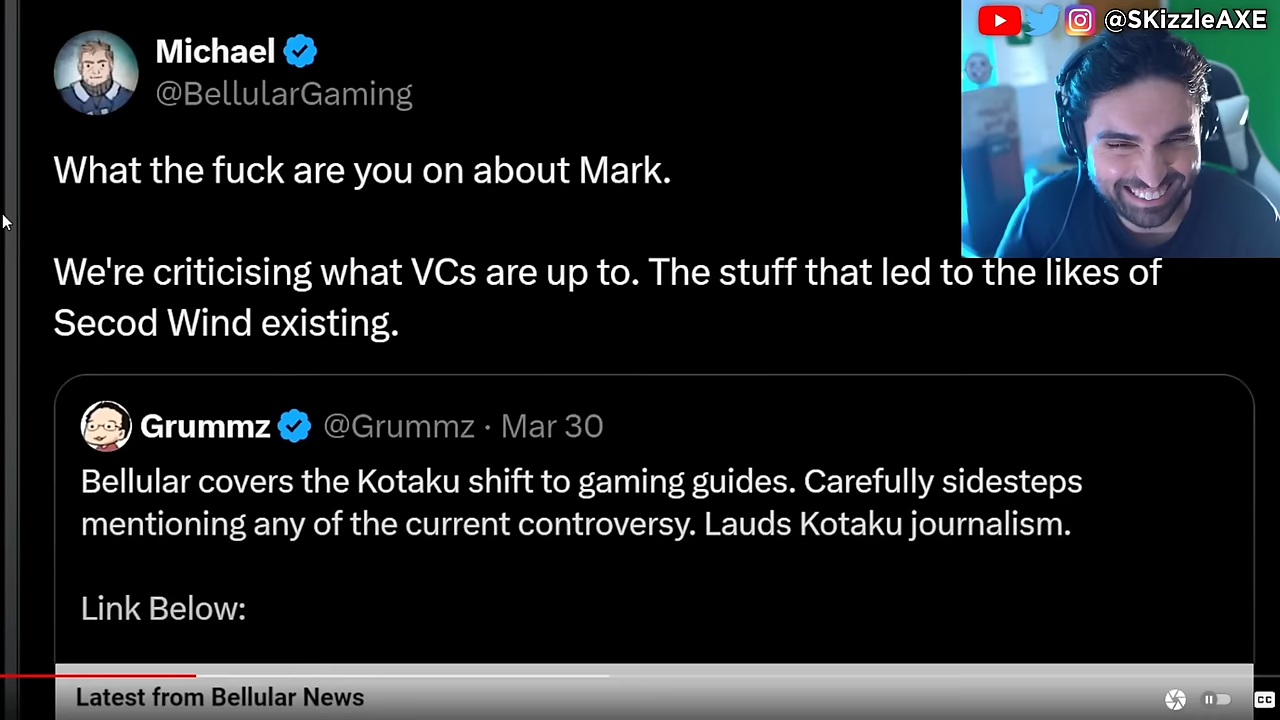 @SKizzleAXE
Michael
@BellularGaming
What the fuck are you on about Mark.
We're criticising what VCs are up to. The stuff that led to the likes of
Secod Wind existing.
Grummz @Grummz · Mar 30
Bellular covers the Kotaku shift to gaming guides. Carefully sidesteps
mentioning any of the current controversy. Lauds Kotaku journalism.
Link Below:
Latest from Bellular News
CC